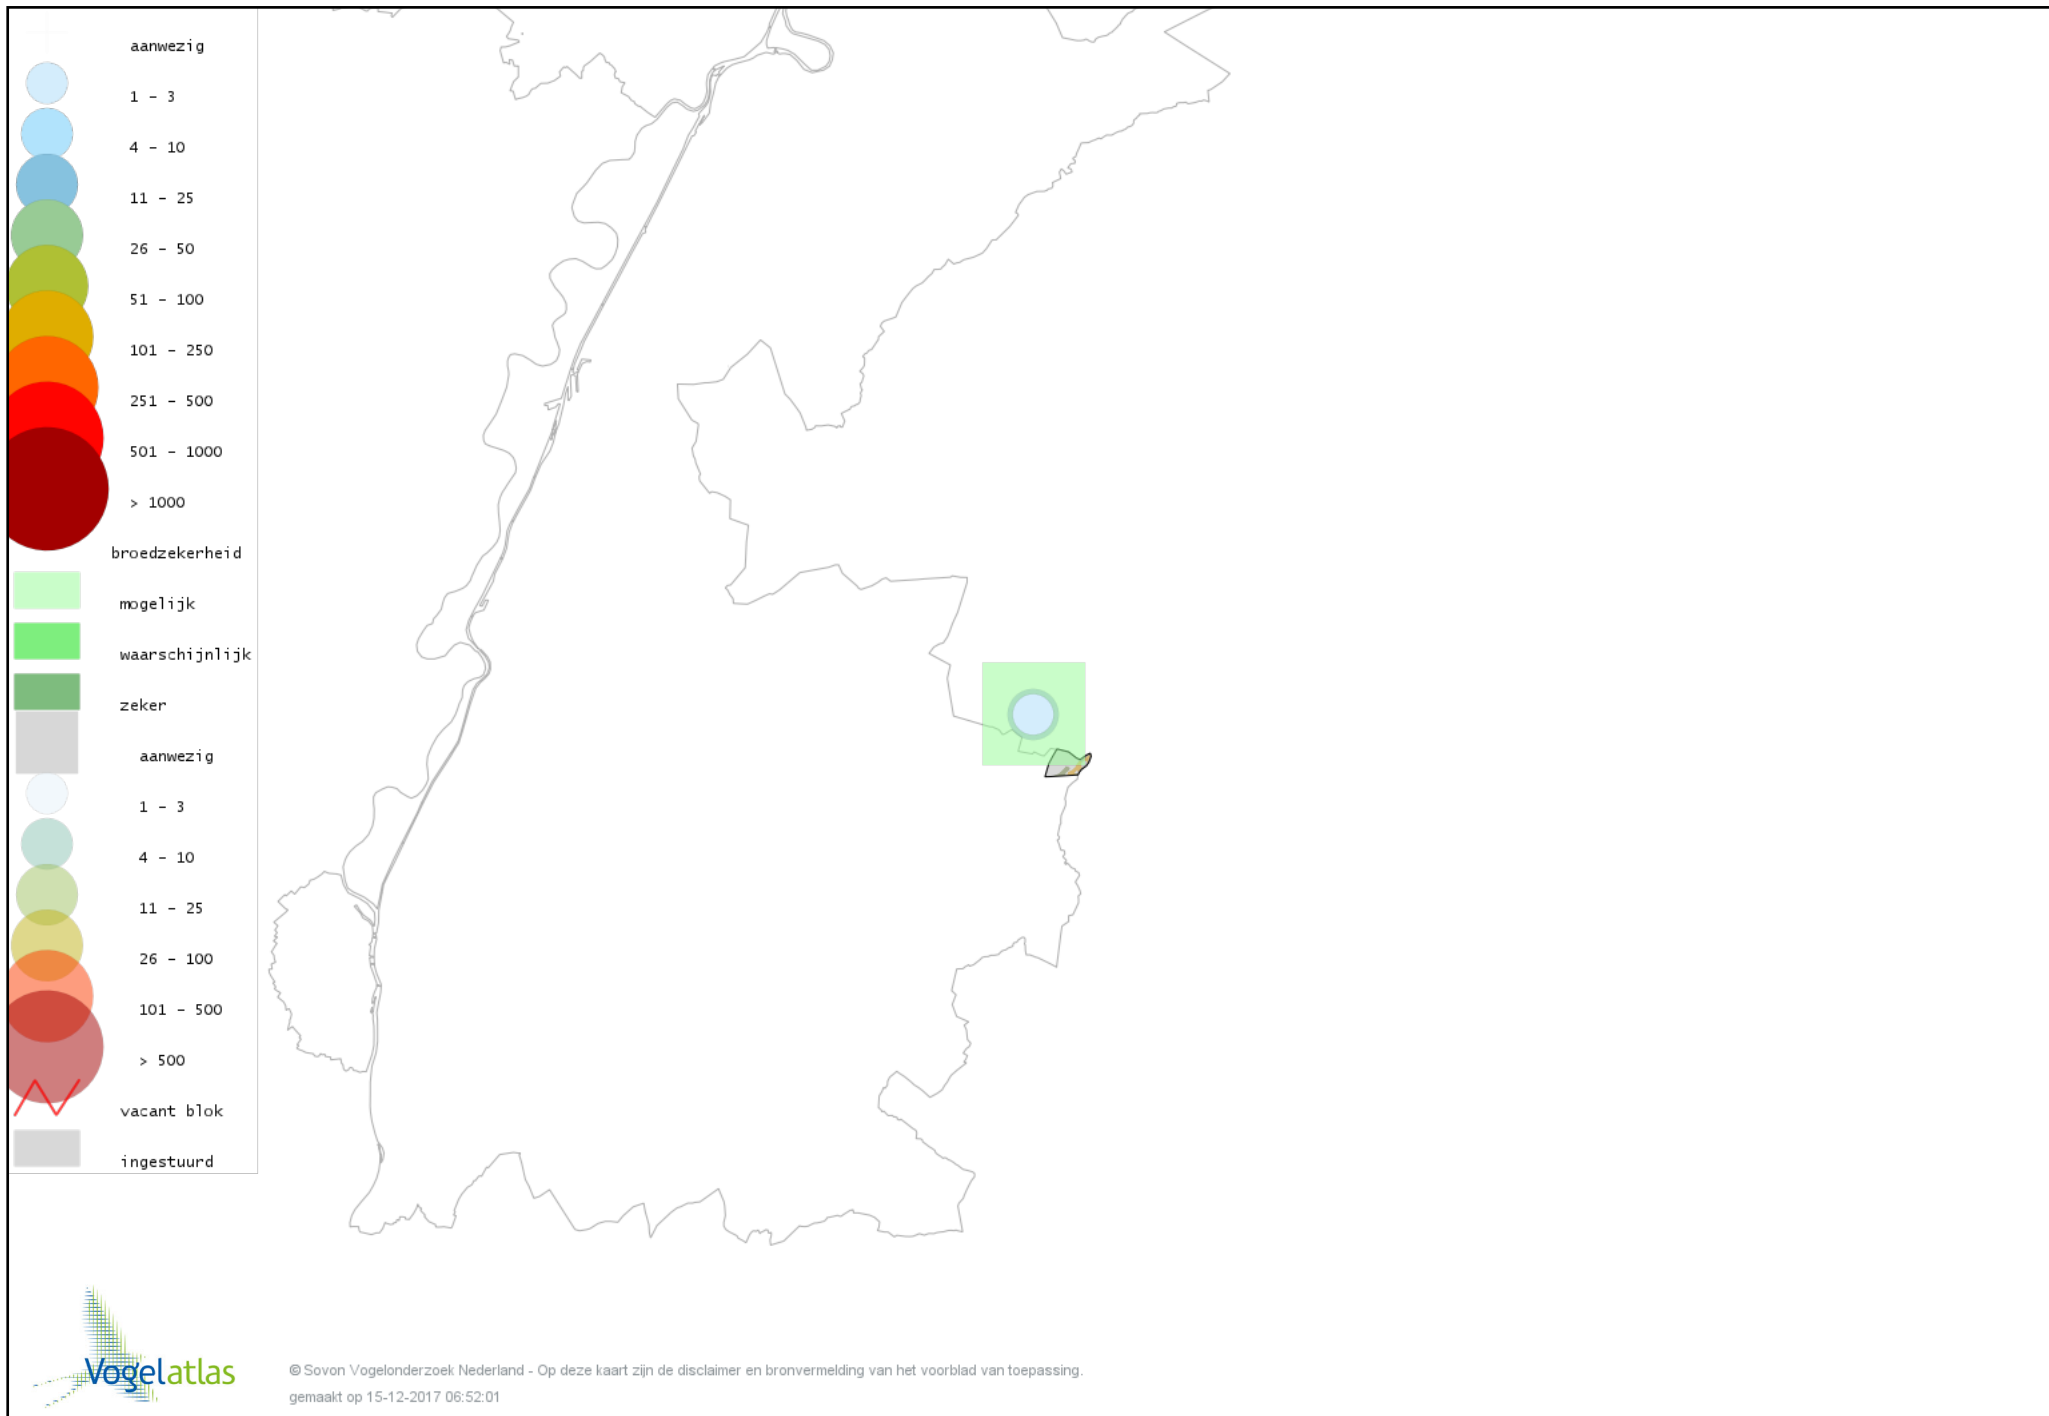 aanwezig
1 - 3
4 - 10
11 - 25
26 - 50
51 - 100
101 - 250
251 - 500
501 - 1000
> 1000
broedzekerheid
mogelijk
waarschijnlijk
zeker
aanwezig
1 - 3
4 - 10
11 - 25
26 - 100
101 - 500
> 500
vacant blok
ingestuurd
Vogelatlas
© Sovon Vogelonderzoek Nederland - Op deze kaart zijn de disclaimer en bronvermelding van het voorblad van toepassing.
gemaakt op 15-12-2017 06:52:01